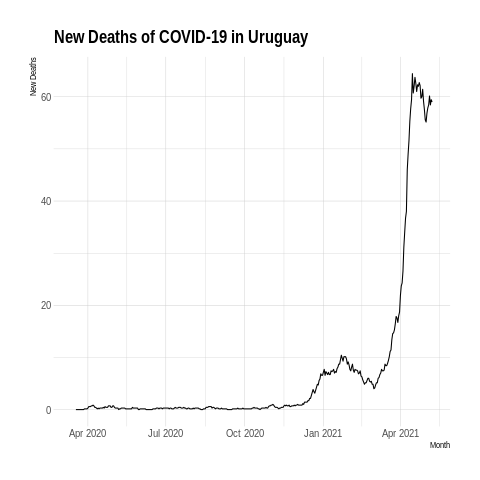 New Deaths of COVID-19 in Uruguay
New Deaths
60
40
20
0
Apr 2020 Jul 2020 Oct 2020 Jan 2021 Apr 2021
Month